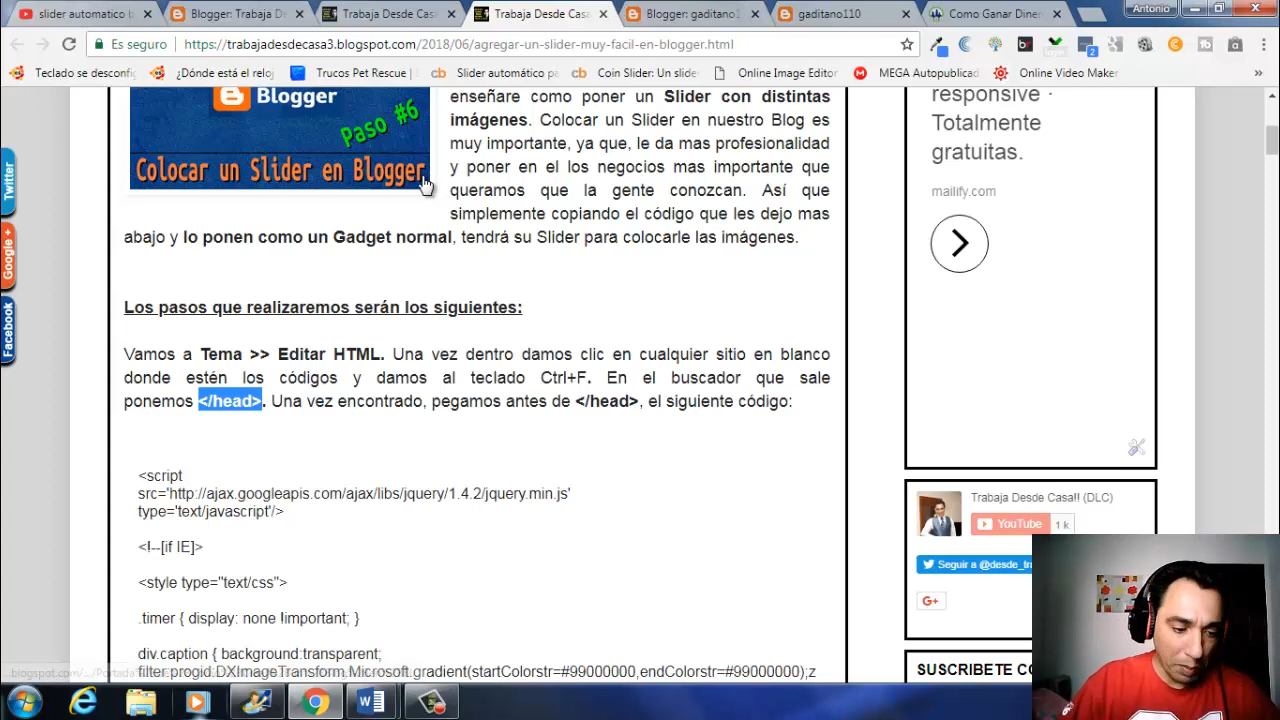 slider automatico b
Blogger: Trabaja D
Trabaja Desde Cas
Trabaja Desde Cas
Blogger: gaditano1
gaditano110
Como Ganar Diner
Antonio
Es seguro
https://trabajadesdecasa3.blogspot.com/2018/06/agregar-un-slider-muy-facil-en-blogger.html
Teclado se desconfig
¿Dónde está el reloj
Trucos Pet Rescue |
Slider automático pa
Coin Slider: Un slide
Online Image Editor
MEGA Autopublicad
Online Video Maker
»
Twitter
Google +
Facebook
Blogger
Paso #6
Colocar un Slider en Blogger
enseñare como poner un Slider con distintas
imágenes. Colocar un Slider en nuestro Blog es
muy importante, ya que, le da mas profesionalidad
y poner en el los negocios mas importante que
queramos que la gente conozcan. Así que
simplemente copiando el código que les dejo mas
abajo y lo ponen como un Gadget normal, tendrá su Slider para colocarle las imágenes.
Los pasos que realizaremos serán los siguientes:
Vamos a Tema >> Editar HTML. Una vez dentro damos clic en cualquier sitio en blanco
donde estén los códigos y damos al teclado Ctrl+F. En el buscador que sale
ponemos </head>. Una vez encontrado, pegamos antes de </head>, el siguiente código:
<script
src='http://ajax.googleapis.com/ajax/libs/jquery/1.4.2/jquery.min.js'
type='text/javascript'/>
<!--[if IE]>
<style type="text/css">
.timer { display: none !important; }
div.caption { background:transparent;
filter:progid:DXImageTransform.Microsoft.gradient(startColorstr=#99000000,endColorstr=#99000000);z
responsive ·
Totalmente
gratuitas.
mailify.com
Trabaja Desde Casa!! (DLC)
YouTube 1 k
Seguir a @desde_tra
G+
SUSCRIBETE CO